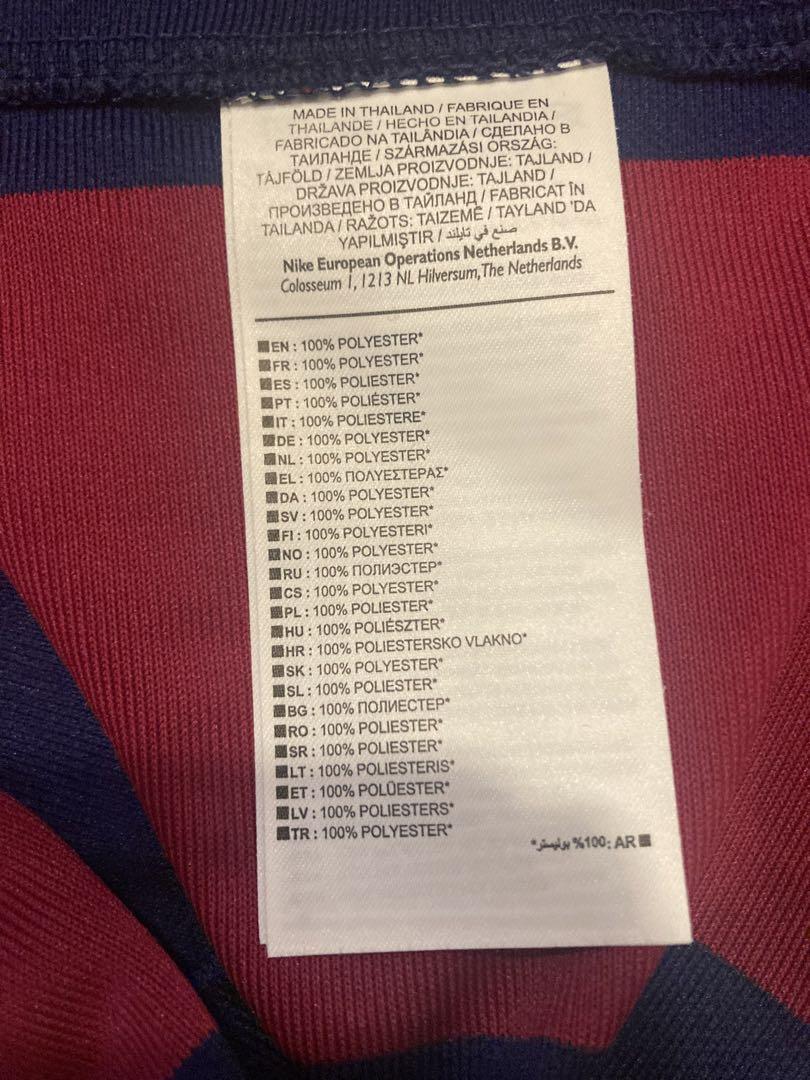 MADE IN THAILAND / FABRIQUE EN
THAILANDE / HECHO EN TAILANDIA /
FABRICADO NA TAILÂNDIA / СДЕЛАНО В
ТАИЛАНДЕ / SZÁRMAZÁSI ORSZÁG:
TÁJFÖLD / ZEMLJA PROIZVODNJE: TAJLAND /
DRŽAVA PROIZVODNJE: TAJLAND /
ПРОИЗВЕДЕНО В ТАЙЛАНД / FABRICAT ÎN
TAILANDA / RAŽOTS: TAIZEMĒ / TAYLAND 'DA
YAPILMIŞTIR / صنع في تايلند
Nike European Operations Netherlands B.V.
Colosseum 1, 1213 NL Hilversum, The Netherlands
EN : 100% POLYESTER*
FR : 100% POLYESTER*
ES : 100% POLIESTER*
PT : 100% POLIÉSTER*
IT : 100% POLIESTERE*
DE : 100% POLYESTER*
NL : 100% POLYESTER*
EL : 100% ΠΟΛΥΕΣΤΕΡΑΣ*
DA : 100% POLYESTER*
SV : 100% POLYESTER*
FI : 100% POLYESTERI*
NO : 100% POLYESTER*
RU : 100% ПОЛИЭСТЕР*
CS : 100% POLYESTER*
PL : 100% POLIESTER*
HU : 100% POLIÉSZTER*
HR : 100% POLIESTERSKO VLAKNO*
SK : 100% POLYESTER*
SL : 100% POLIESTER*
BG : 100% ПОЛИЕСТЕР*
RO : 100% POLIESTER*
SR : 100% POLIESTER*
LT : 100% POLIESTERIS*
ET : 100% POLÜESTER*
LV : 100% POLIESTERS*
TR : 100% POLYESTER*
AR :100% بوليستر*